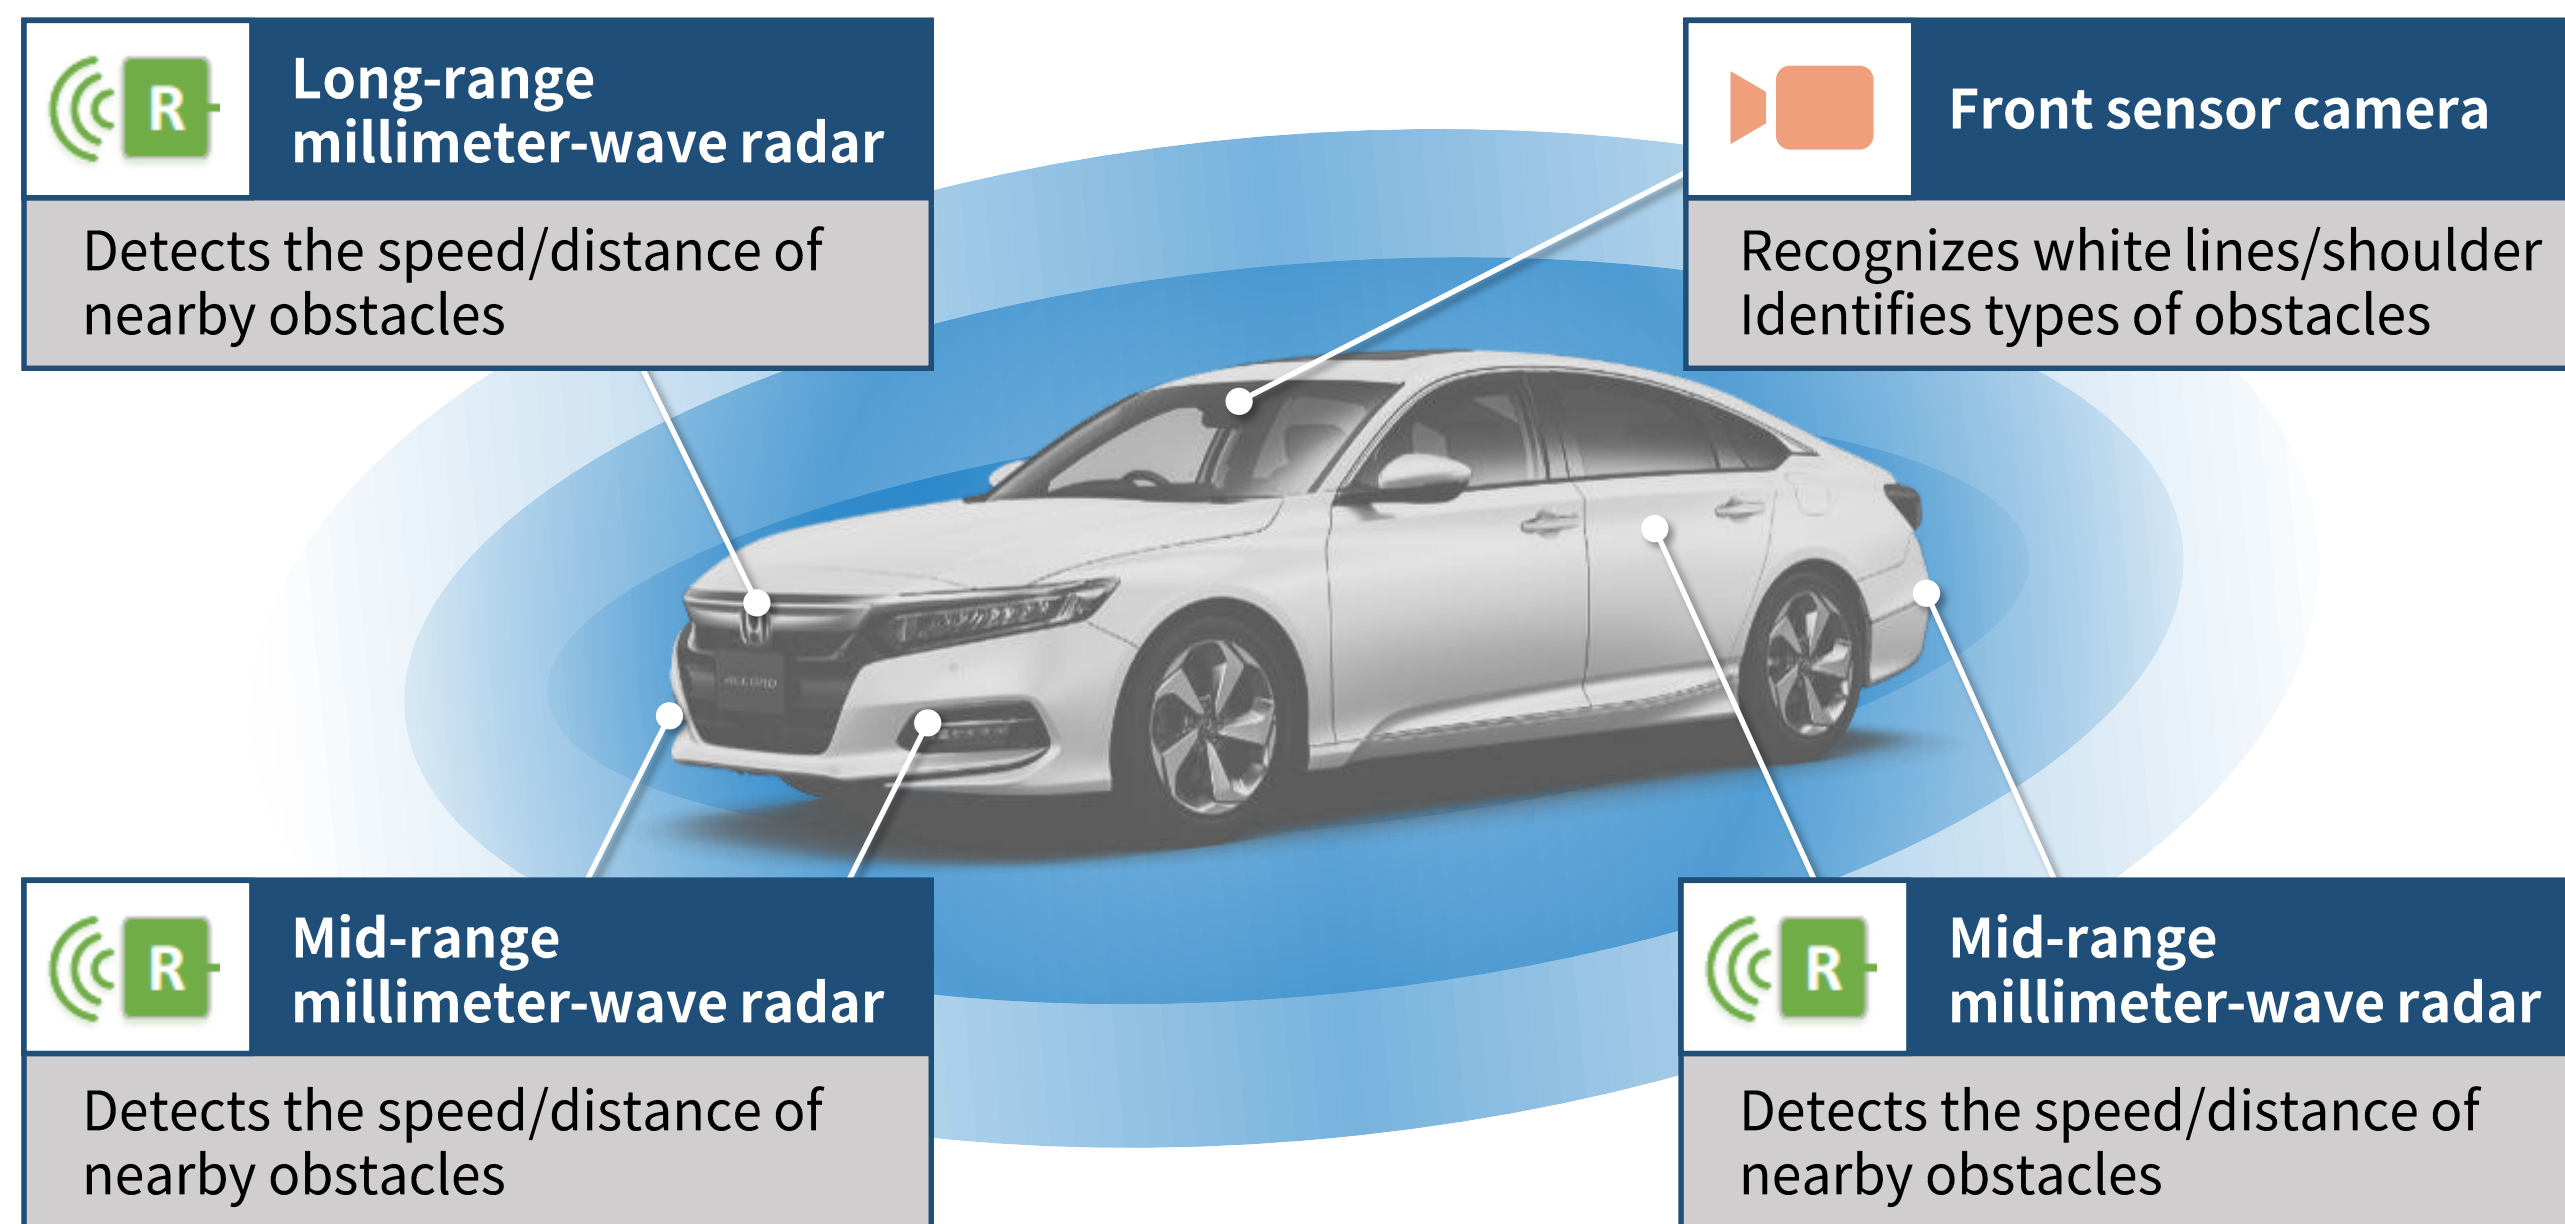 R
Long-range
millimeter-wave radar
Detects the speed/distance of
nearby obstacles
Front sensor camera
Recognizes white lines/shoulder
Identifies types of obstacles
ACCORD
R
Mid-range
millimeter-wave radar
Detects the speed/distance of
nearby obstacles
R
Mid-range
millimeter-wave radar
Detects the speed/distance of
nearby obstacles